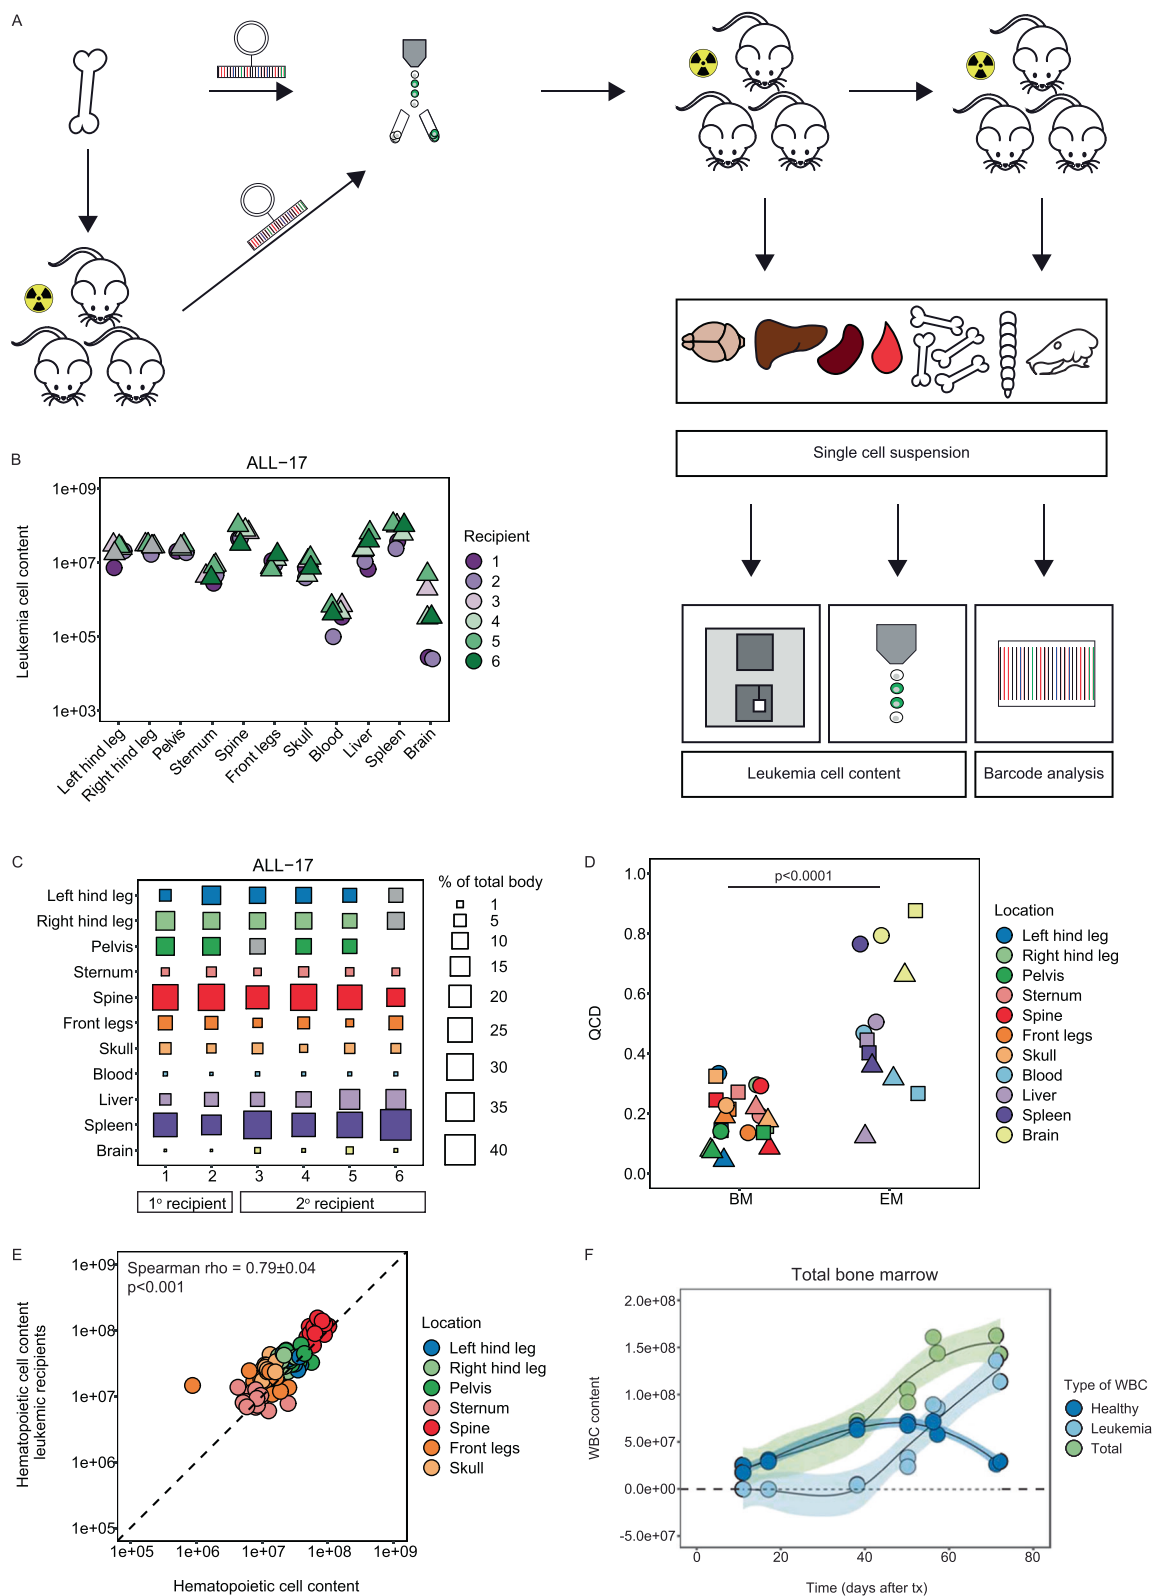 A
B
ALL−17
Leukemia cell content
1e+09
1e+07
1e+05
1e+03
Left hind leg
Right hind leg
Pelvis
Sternum
Spine
Front legs
Skull
Blood
Liver
Spleen
Brain
Recipient
1
2
3
4
5
6
Single cell suspension
Leukemia cell content
Barcode analysis
C
ALL−17
Left hind leg
Right hind leg
Pelvis
Sternum
Spine
Front legs
Skull
Blood
Liver
Spleen
Brain
1 2 3 4 5 6
1° recipient
2° recipient
% of total body
1
5
10
15
20
25
30
35
40
D
QCD
1.0
0.8
0.6
0.4
0.2
0.0
p<0.0001
BM
EM
Location
Left hind leg
Right hind leg
Pelvis
Sternum
Spine
Front legs
Skull
Blood
Liver
Spleen
Brain
E
Hematopoietic cell content
leukemic recipients
1e+09
1e+08
1e+07
1e+06
1e+05
Spearman rho = 0.79±0.04
p<0.001
1e+05 1e+06 1e+07 1e+08 1e+09
Hematopoietic cell content
Location
Left hind leg
Right hind leg
Pelvis
Sternum
Spine
Front legs
Skull
F
Total bone marrow
WBC content
2.0e+08
1.5e+08
1.0e+08
5.0e+07
0.0e+00
-5.0e+07
0 20 40 60 80
Time (days after tx)
Type of WBC
Healthy
Leukemia
Total